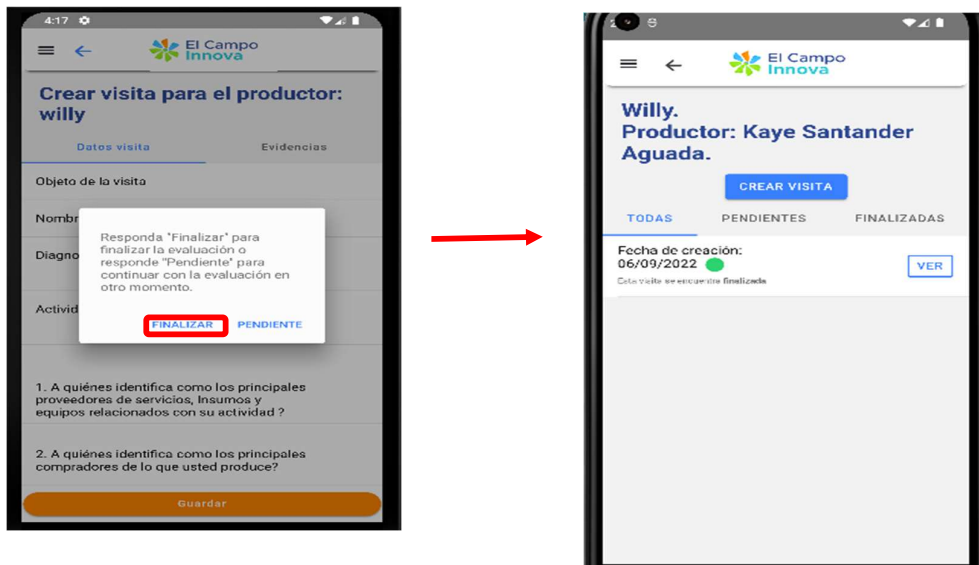 4:17
El Campo
Innova
Crear visita para el productor:
willy
Datos visita
Evidencias
Objeto de la visita
Nombr
Diagno
Activid
Responda "Finalizar" para
finalizar la evaluación o
responde "Pendiente" para
continuar con la evaluación en
otro momento.
FINALIZAR
PENDIENTE
1. A quiénes identifica como los principales
proveedores de servicios, Insumos y
equipos relacionados con su actividad ?
2. A quiénes identifica como los principales
compradores de lo que usted produce?
Guardar
El Campo
Innova
Willy.
Productor: Kaye Santander
Aguada.
CREAR VISITA
TODAS
PENDIENTES
FINALIZADAS
Fecha de creación:
06/09/2022
VER
Esta visita se encuentra finalizada